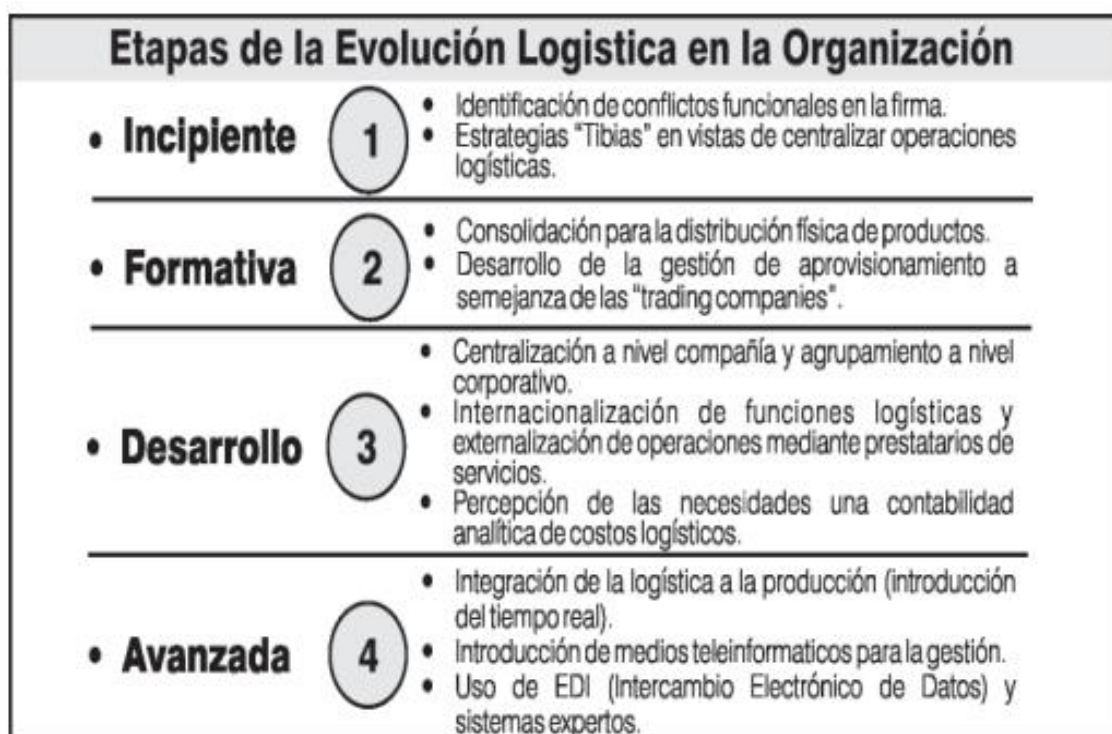 Etapas de la Evolución Logistica en la Organización
• Incipiente
1
• Identificación de conflictos funcionales en la firma.
• Estrategias "Tibias" en vistas de centralizar operaciones
logísticas.
• Formativa
2
• Consolidación para la distribución física de productos.
• Desarrollo de la gestión de aprovisionamiento a
semejanza de las "trading companies".
• Desarrollo
3
• Centralización a nivel compañía y agrupamiento a nivel
corporativo.
• Internacionalización de funciones logísticas y
externalización de operaciones mediante prestatarios de
servicios.
• Percepción de las necesidades una contabilidad
analítica de costos logísticos.
• Avanzada
4
• Integración de la logística a la producción (introducción
del tiempo real).
• Introducción de medios teleinformaticos para la gestión.
• Uso de EDI (Intercambio Electrónico de Datos) y
sistemas expertos.